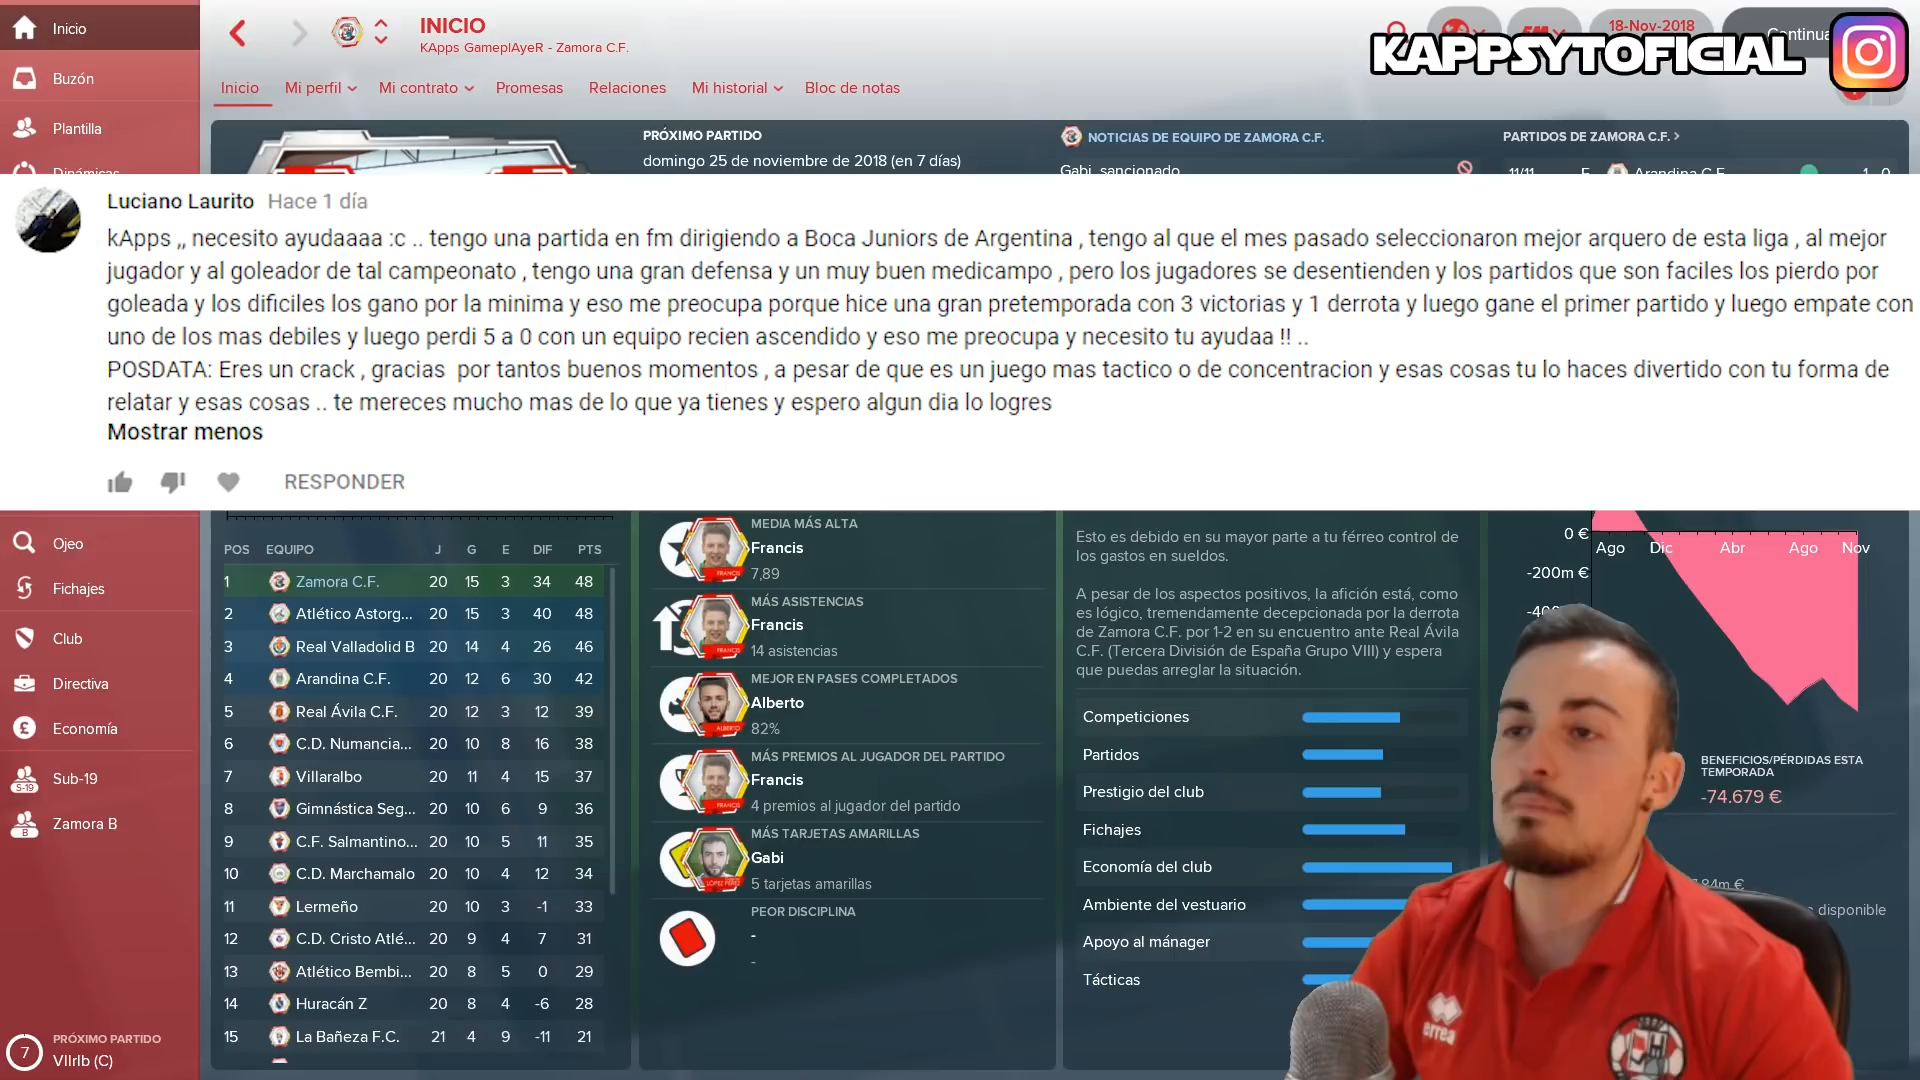 Inicio
Buzón
Plantilla
Dinámicas
INICIO
KApps GameplAyeR - Zamora C.F.
18-Nov-2018
KAPPSYTOFICIAL
Inicio
Mi perfil
Mi contrato
Promesas
Relaciones
Mi historial
Bloc de notas
PRÓXIMO PARTIDO
domingo 25 de noviembre de 2018 (en 7 días)
NOTICIAS DE EQUIPO DE ZAMORA C.F.
Gabi, sancionado
PARTIDOS DE ZAMORA C.F. >
11/11 F Arandina C.F. 1 - 0
Luciano Laurito Hace 1 día
kApps ,, necesito ayudaaaa :c .. tengo una partida en fm dirigiendo a Boca Juniors de Argentina , tengo al que el mes pasado seleccionaron mejor arquero de esta liga , al mejor
jugador y al goleador de tal campeonato , tengo una gran defensa y un muy buen medicampo , pero los jugadores se desentienden y los partidos que son faciles los pierdo por
goleada y los dificiles los gano por la minima y eso me preocupa porque hice una gran pretemporada con 3 victorias y 1 derrota y luego gane el primer partido y luego empate con
uno de los mas debiles y luego perdi 5 a 0 con un equipo recien ascendido y eso me preocupa y necesito tu ayudaa !! ..
POSDATA: Eres un crack , gracias por tantos buenos momentos , a pesar de que es un juego mas tactico o de concentracion y esas cosas tu lo haces divertido con tu forma de
relatar y esas cosas .. te mereces mucho mas de lo que ya tienes y espero algun dia lo logres
Mostrar menos
RESPONDER
Ojeo
Fichajes
Club
Directiva
Economía
Sub-19
Zamora B
7 PRÓXIMO PARTIDO
Vllrlb (C)
POS EQUIPO J G E DIF PTS
1 Zamora C.F. 20 15 3 34 48
2 Atlético Astorg... 20 15 3 40 48
3 Real Valladolid B 20 14 4 26 46
4 Arandina C.F. 20 12 6 30 42
5 Real Ávila C.F. 20 12 3 12 39
6 C.D. Numancia... 20 10 8 16 38
7 Villaralbo 20 11 4 15 37
8 Gimnástica Seg... 20 10 6 9 36
9 C.F. Salmantino... 20 10 5 11 35
10 C.D. Marchamalo 20 10 4 12 34
11 Lermeño 20 10 3 -1 33
12 C.D. Cristo Atlé... 20 9 4 7 31
13 Atlético Bembi... 20 8 5 0 29
14 Huracán Z 20 8 4 -6 28
15 La Bañeza F.C. 21 4 9 -11 21
MEDIA MÁS ALTA
Francis
7,89
MÁS ASISTENCIAS
Francis
14 asistencias
MEJOR EN PASES COMPLETADOS
Alberto
82%
MÁS PREMIOS AL JUGADOR DEL PARTIDO
Francis
4 premios al jugador del partido
MÁS TARJETAS AMARILLAS
Gabi
5 tarjetas amarillas
PEOR DISCIPLINA
-
-
Esto es debido en su mayor parte a tu férreo control de
los gastos en sueldos.
A pesar de los aspectos positivos, la afición está, como
es lógico, tremendamente decepcionada por la derrota
de Zamora C.F. por 1-2 en su encuentro ante Real Ávila
C.F. (Tercera División de España Grupo VIII) y espera
que puedas arreglar la situación.
Competiciones
Partidos
Prestigio del club
Fichajes
Economía del club
Ambiente del vestuario
Apoyo al mánager
Tácticas
0 €
Ago Dic Abr Ago Nov
-200m €
BENEFICIOS/PÉRDIDAS ESTA
TEMPORADA
-74.679 €
disponible
errea